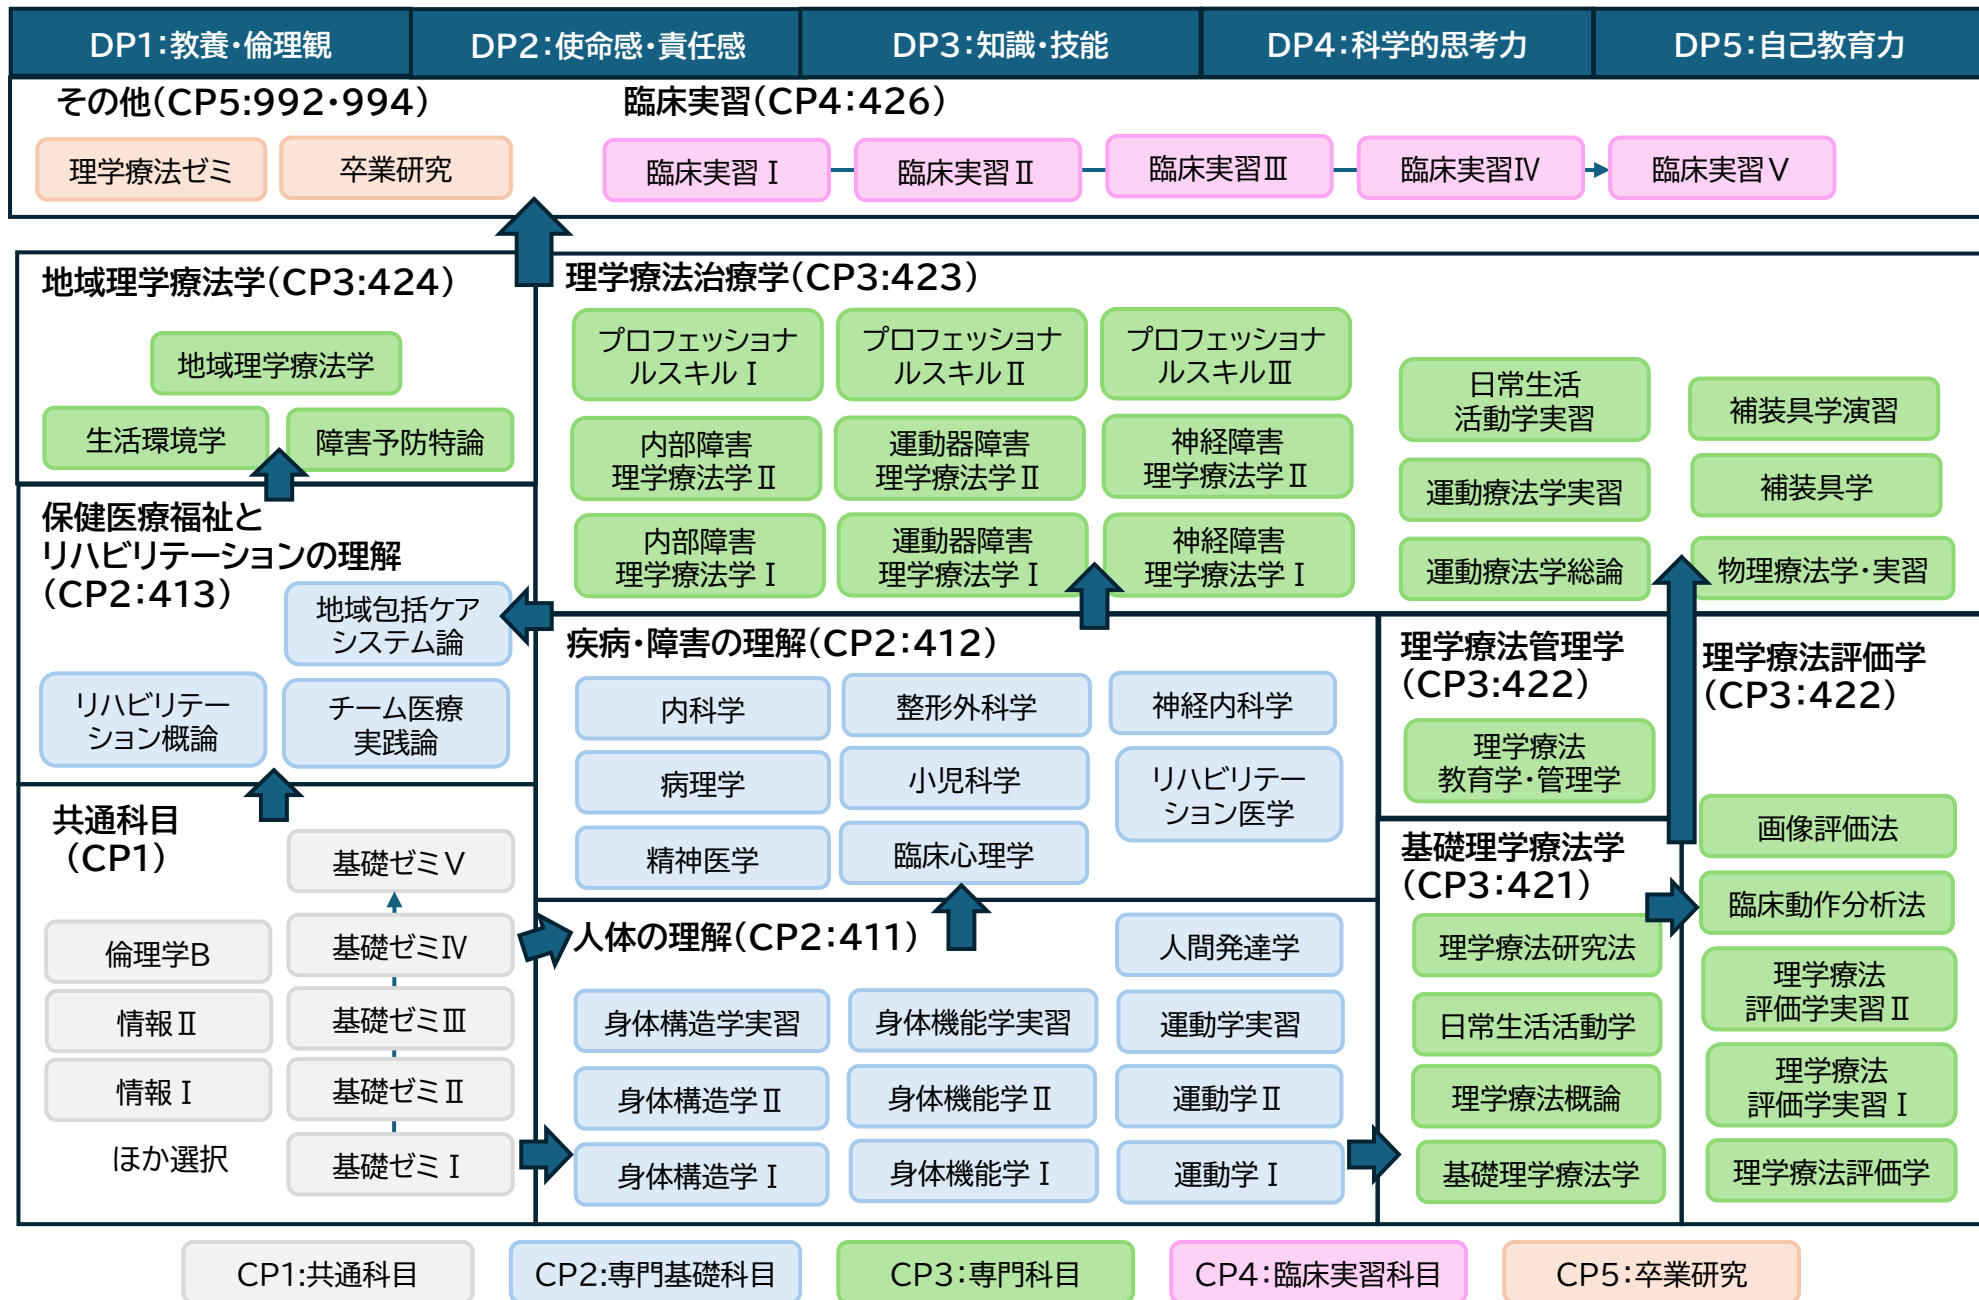 DP1：教養・倫理観
DP2：使命感・責任感
DP3：知識・技能
DP4：科学的思考力
DP5：自己教育力
その他（CP5:992・994）
理学療法ゼミ
卒業研究
臨床実習（CP4：426）
臨床実習Ⅰ
臨床実習Ⅱ
臨床実習Ⅲ
臨床実習Ⅳ
臨床実習Ⅴ
地域理学療法学（CP3:424）
地域理学療法学
生活環境学
障害予防特論
理学療法治療学（CP3:423）
プロフェッショナ
ルスキルⅠ
プロフェッショナ
ルスキルⅡ
プロフェッショナ
ルスキルⅢ
内部障害
理学療法学Ⅱ
運動器障害
理学療法学Ⅱ
神経障害
理学療法学Ⅱ
内部障害
理学療法学Ⅰ
運動器障害
理学療法学Ⅰ
神経障害
理学療法学Ⅰ
日常生活
活動学実習
補装具学演習
運動療法学実習
補装具学
運動療法学総論
物理療法学・実習
保健医療福祉と
リハビリテーションの理解
（CP2：413）
地域包括ケア
システム論
リハビリテー
ション概論
チーム医療
実践論
疾病・障害の理解（CP2：412）
内科学
整形外科学
神経内科学
病理学
小児科学
リハビリテー
ション医学
精神医学
臨床心理学
理学療法管理学
（CP3:422）
理学療法
教育学・管理学
理学療法評価学
（CP3：422）
画像評価法
臨床動作分析法
理学療法
評価学実習Ⅱ
理学療法
評価学実習Ⅰ
理学療法評価学
共通科目
（CP1）
基礎ゼミⅤ
倫理学B
基礎ゼミⅣ
情報Ⅱ
基礎ゼミⅢ
情報Ⅰ
基礎ゼミⅡ
ほか選択
基礎ゼミⅠ
人体の理解（CP2：411）
人間発達学
身体構造学実習
身体機能学実習
運動学実習
身体構造学Ⅱ
身体機能学Ⅱ
運動学Ⅱ
身体構造学Ⅰ
身体機能学Ⅰ
運動学Ⅰ
基礎理学療法学
（CP3：421）
理学療法研究法
日常生活活動学
理学療法概論
基礎理学療法学
CP1:共通科目
CP2:専門基礎科目
CP3：専門科目
CP4：臨床実習科目
CP5：卒業研究